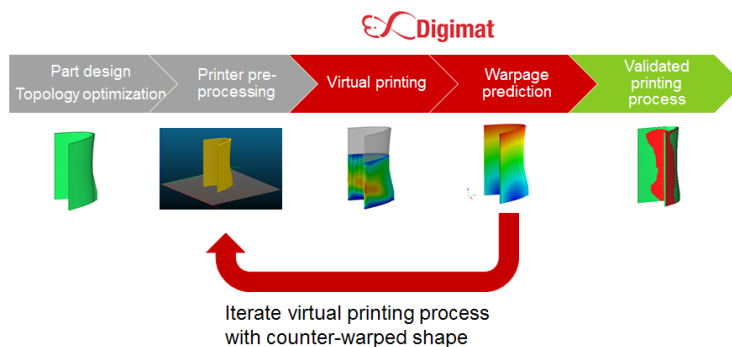 Digimat
Part design
Topology optimization
Printer pre-
processing
Virtual printing
Warpage
prediction
Validated
printing
process
Iterate virtual printing process
with counter-warped shape